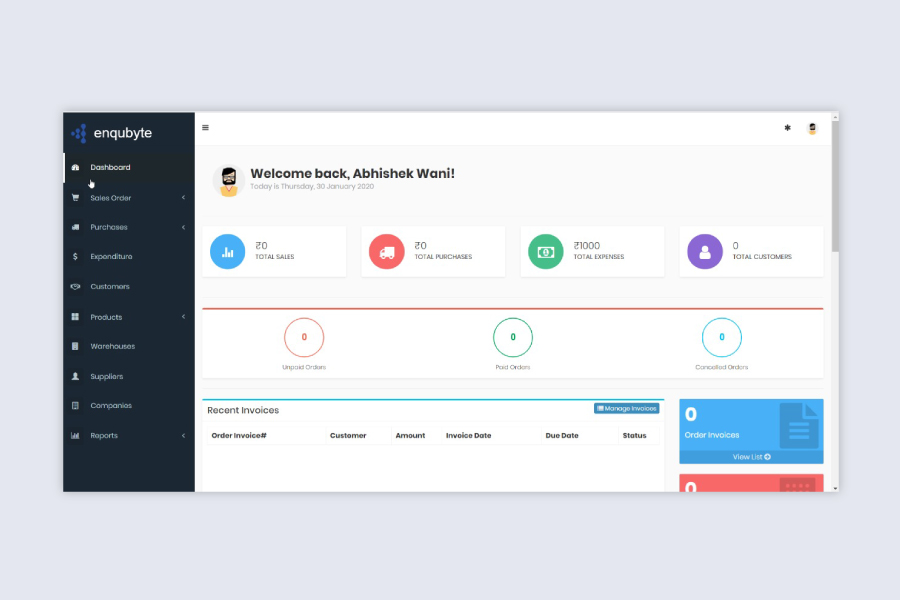 enqubyte
Dashboard
Sales Order
Purchases
Expenditure
Customers
Products
Warehouses
Suppliers
Companies
Reports
Welcome back, Abhishek Wani!
Today is Thursday, 30 January 2020
₹0
TOTAL SALES
₹0
TOTAL PURCHASES
₹1000
TOTAL EXPENSES
0
TOTAL CUSTOMERS
0
Unpaid Orders
0
Paid Orders
0
Cancelled Orders
Recent Invoices
Manage Invoices
Order Invoice# Customer Amount Invoice Date Due Date Status
0
Order Invoices
View List
0